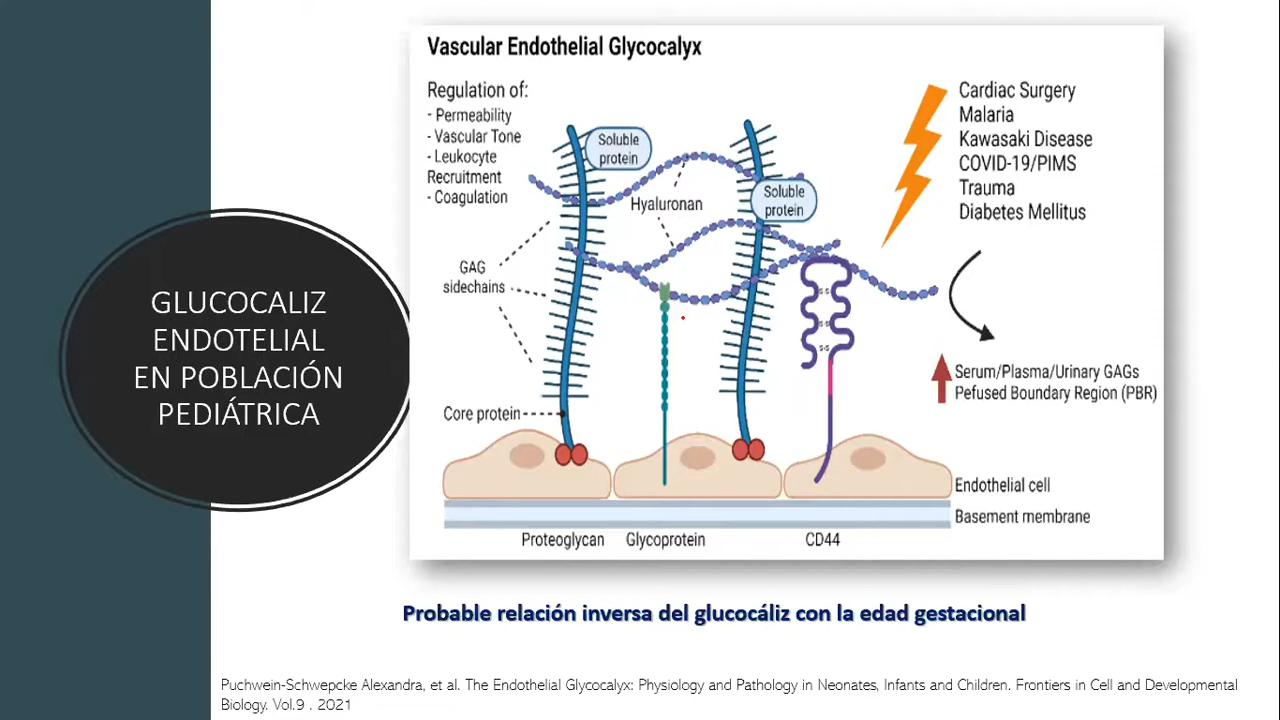 GLUCOCALIZ
ENDOTELIAL
EN POBLACIÓN
PEDIÁTRICA
Vascular Endothelial Glycocalyx
Regulation of:
- Permeability
- Vascular Tone
- Leukocyte
Recruitment
- Coagulation
Soluble
protein
Soluble
protein
Hyaluronan
GAG
sidechains
Core protein
S-S
S-S
S-S
Cardiac Surgery
Malaria
Kawasaki Disease
COVID-19/PIMS
Trauma
Diabetes Mellitus
Serum/Plasma/Urinary GAGs
Pefused Boundary Region (PBR)
Endothelial cell
Basement membrane
Proteoglycan
Glycoprotein
CD44
Probable relación inversa del glucocáliz con la edad gestacional
Puchwein-Schwepcke Alexandra, et al. The Endothelial Glycocalyx: Physiology and Pathology in Neonates, Infants and Children. Frontiers in Cell and Developmental
Biology. Vol.9 . 2021